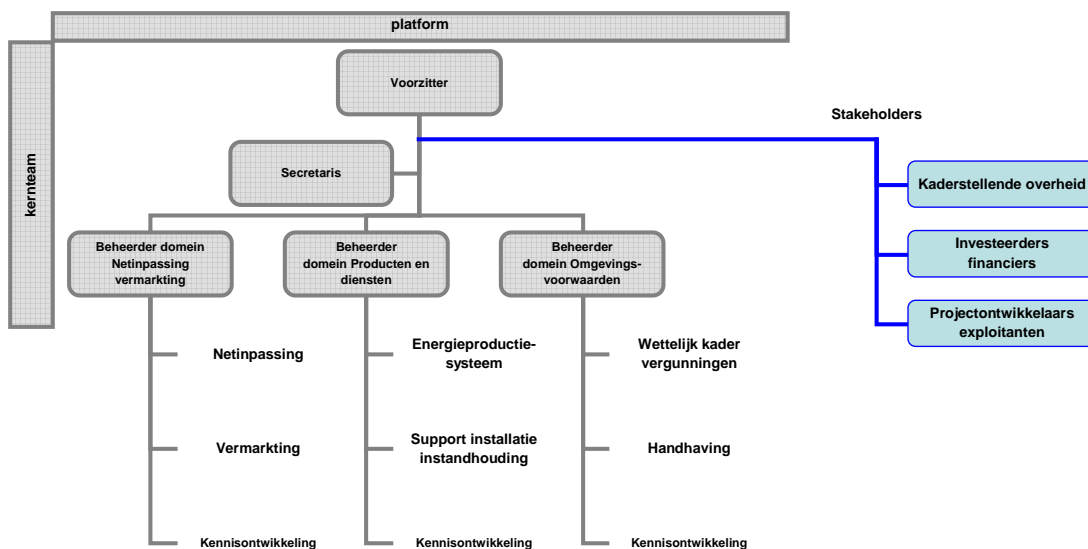 platform
kernteam
Voorzitter
Stakeholders
Secretaris
Kaderstellende overheid
Beheerder domein
Netinpassing
vermarkting
Beheerder
domein Producten en
diensten
Beheerder
domein Omgevings-
voorwaarden
Investeerders
financiers
Projectontwikkelaars
exploitanten
Netinpassing
Energieproductie-
systeem
Wettelijk kader
vergunningen
Vermarkting
Support installatie
instandhouding
Handhaving
Kennisontwikkeling
Kennisontwikkeling
Kennisontwikkeling